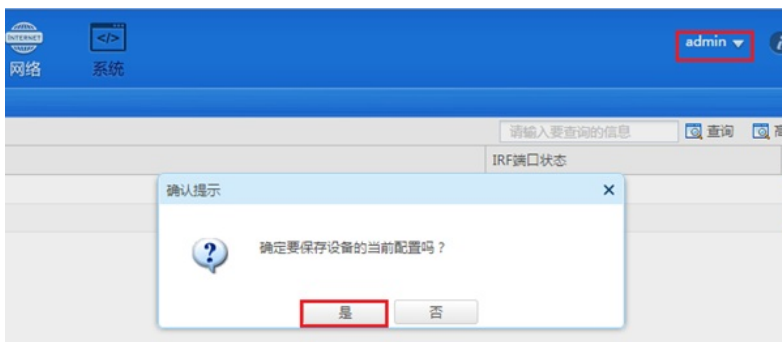 INTERNET
</>
网络
系统
admin
请输入要查询的信息
查询
IRF端口状态
确认提示
确定要保存设备的当前配置吗?
是
否